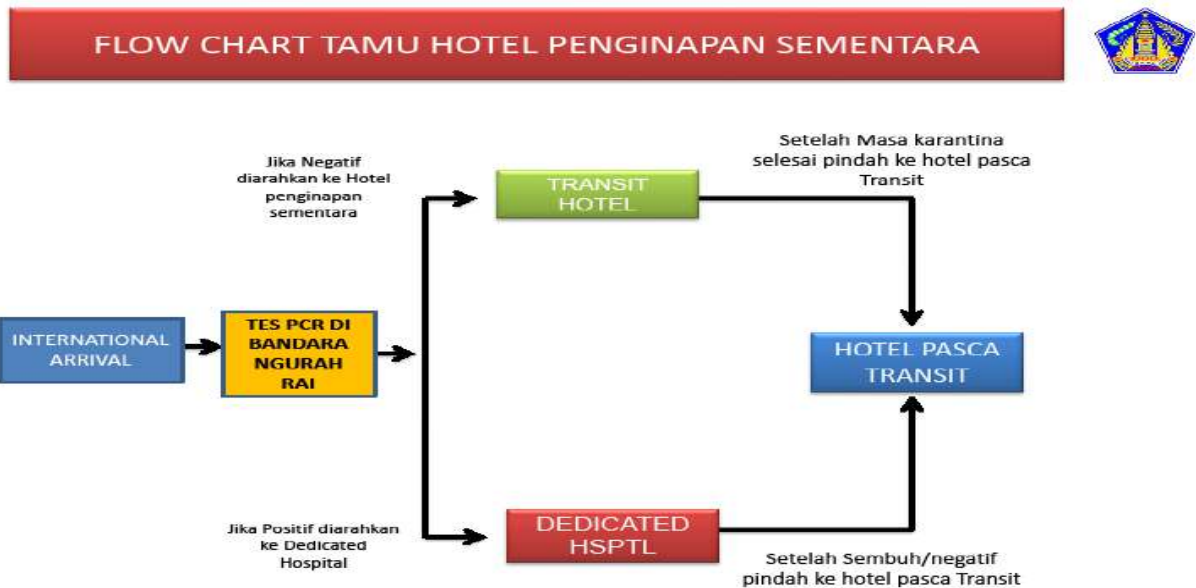 FLOW CHART TAMU HOTEL PENGINAPAN SEMENTARA
Jika Negatif
diarahkan ke Hotel
penginapan
sementara
TRANSIT
HOTEL
Setelah Masa karantina
selesai pindah ke hotel pasca
Transit
INTERNATIONAL
ARRIVAL
TES PCR DI
BANDARA
NGURAH
RAI
HOTEL PASCA
TRANSIT
Jika Positif diarahkan
ke Dedicated
Hospital
DEDICATED
HSPTL
Setelah Sembuh/negatif
pindah ke hotel pasca Transit